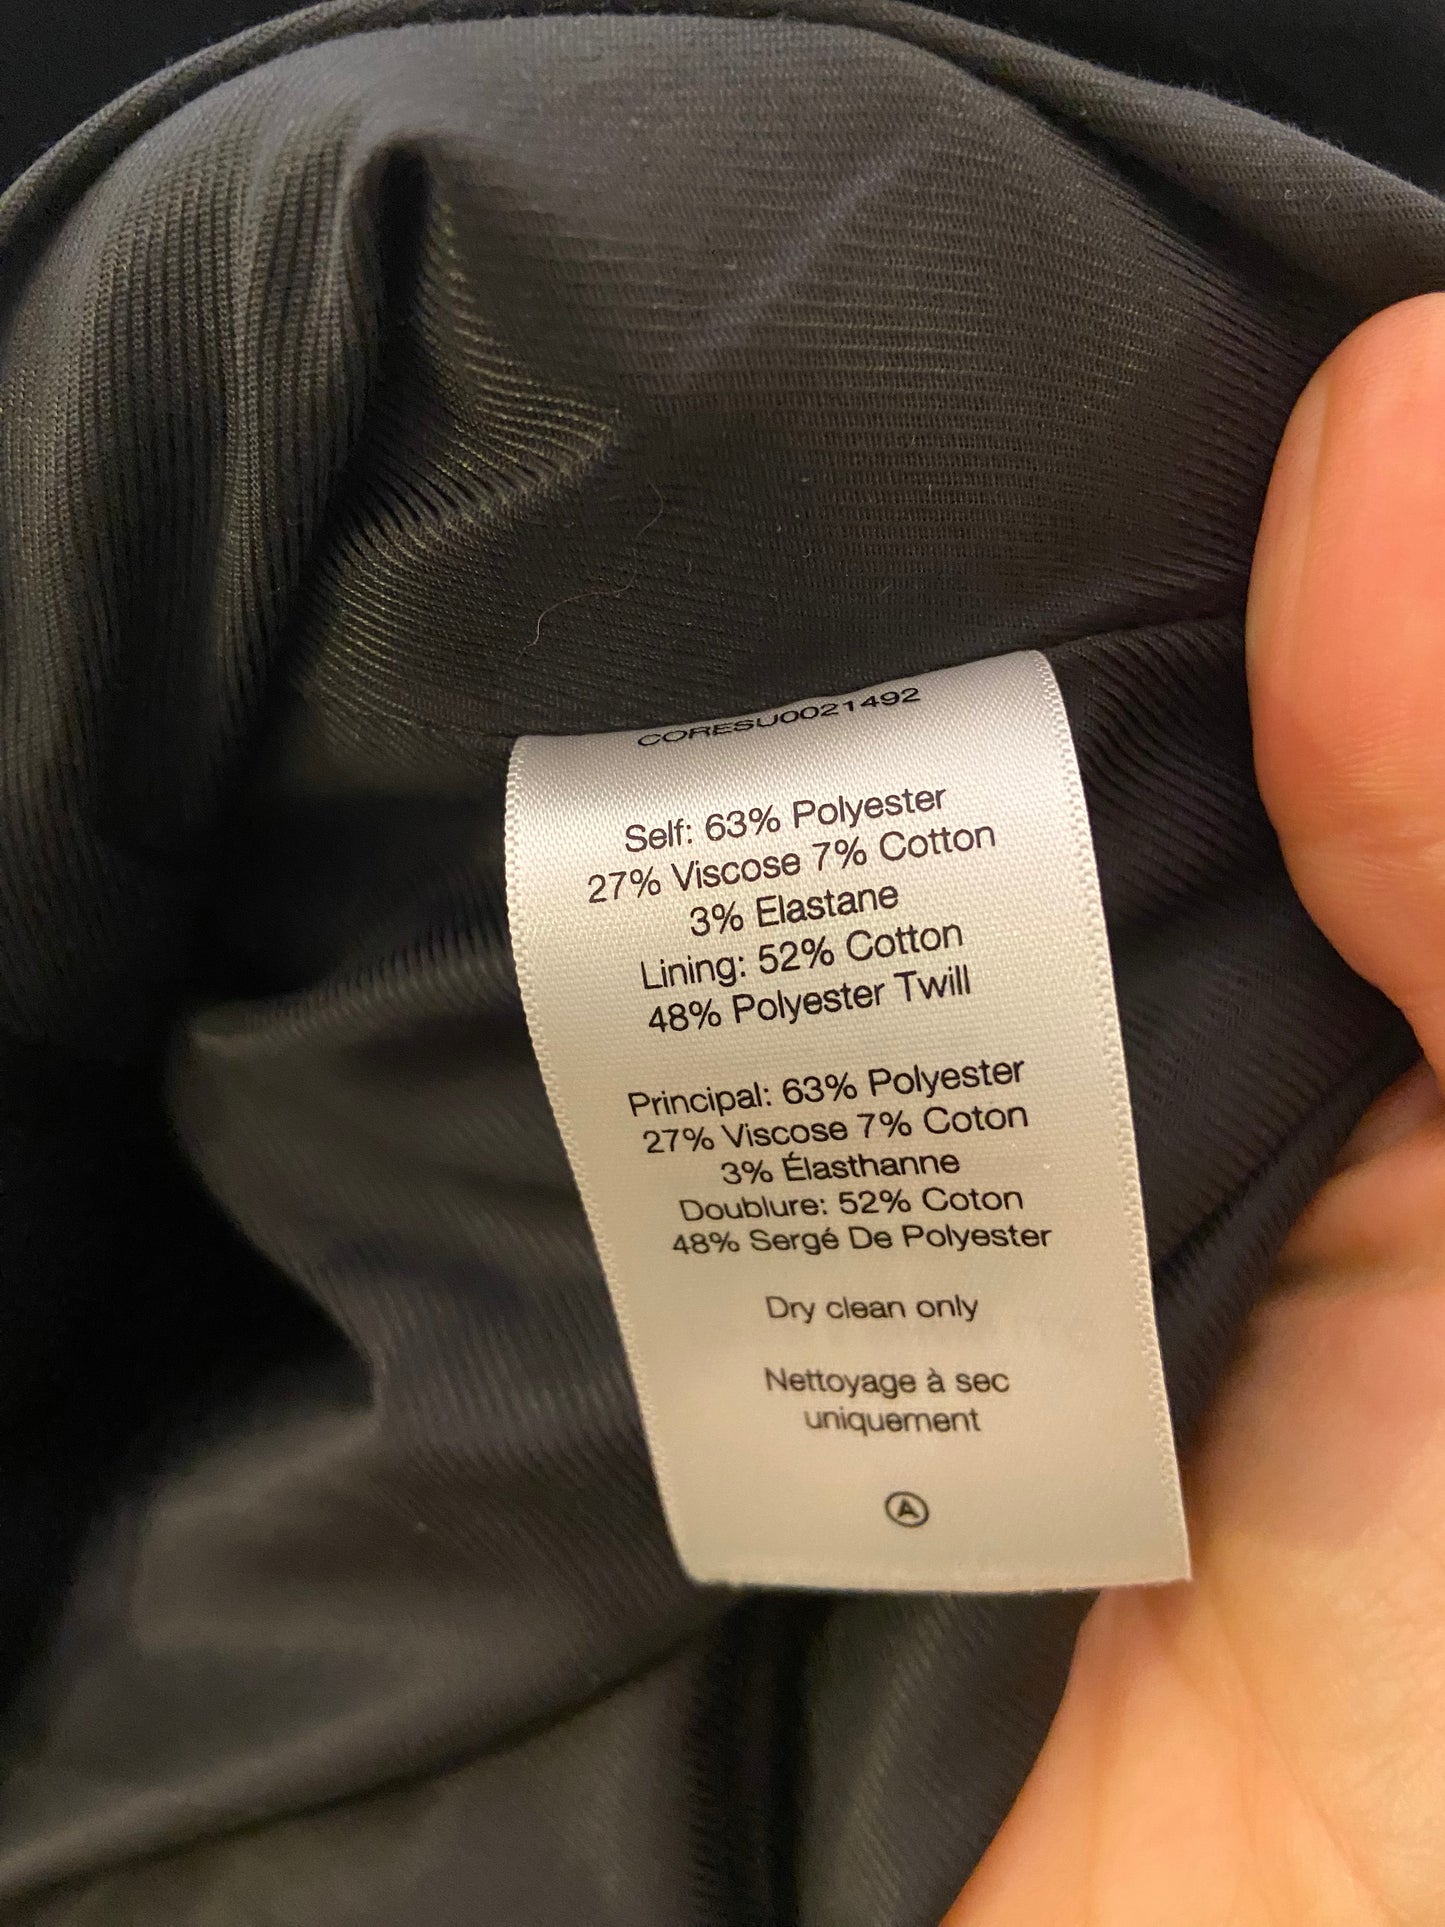 CORESU0021492
Self: 63% Polyester
27% Viscose 7% Cotton
3% Elastane
Lining: 52% Cotton
48% Polyester Twill
Principal: 63% Polyester
27% Viscose 7% Coton
3% Élasthanne
Doublure: 52% Coton
48% Sergé De Polyester
Dry clean only
Nettoyage à sec
uniquement
A